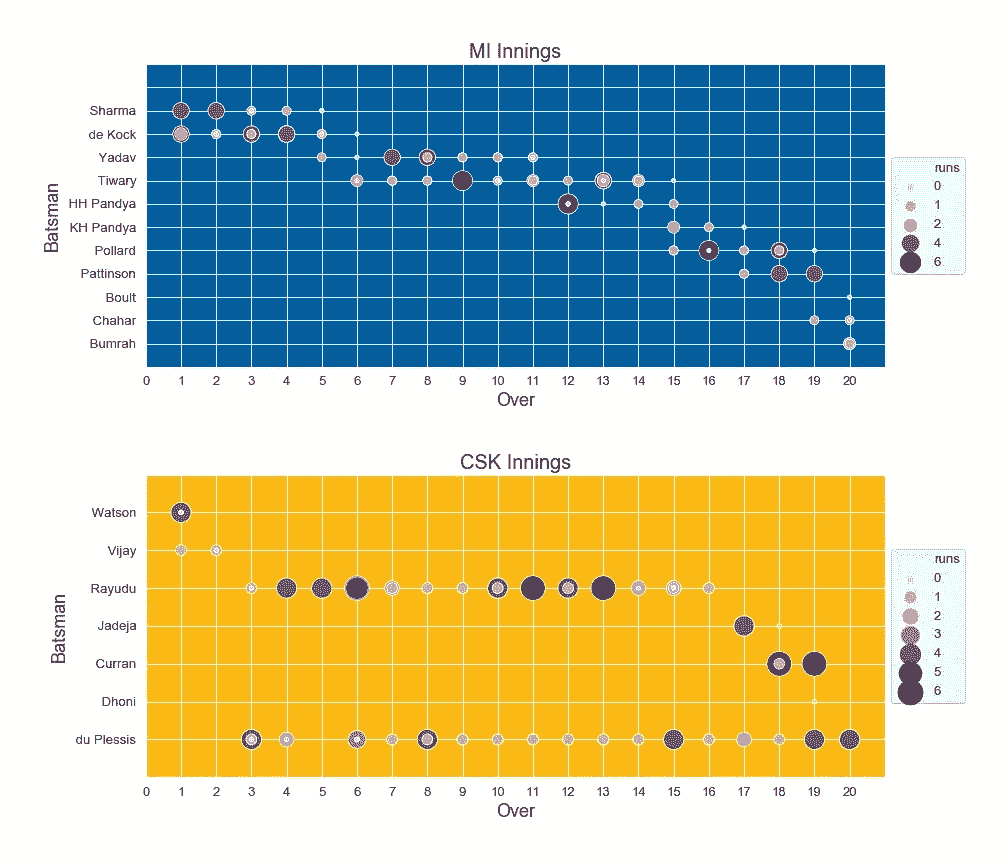 MI Innings
Sharma
de Kock
Yadav
Tiwary
HH Pandya
KH Pandya
Pollard
Pattinson
Boult
Chahar
Bumrah
Batsman
0 1 2 3 4 5 6 7 8 9 10 11 12 13 14 15 16 17 18 19 20
Over
runs
0
1
2
4
6
CSK Innings
Watson
Vijay
Rayudu
Jadeja
Curran
Dhoni
du Plessis
Batsman
0 1 2 3 4 5 6 7 8 9 10 11 12 13 14 15 16 17 18 19 20
Over
runs
0
1
2
3
4
5
6